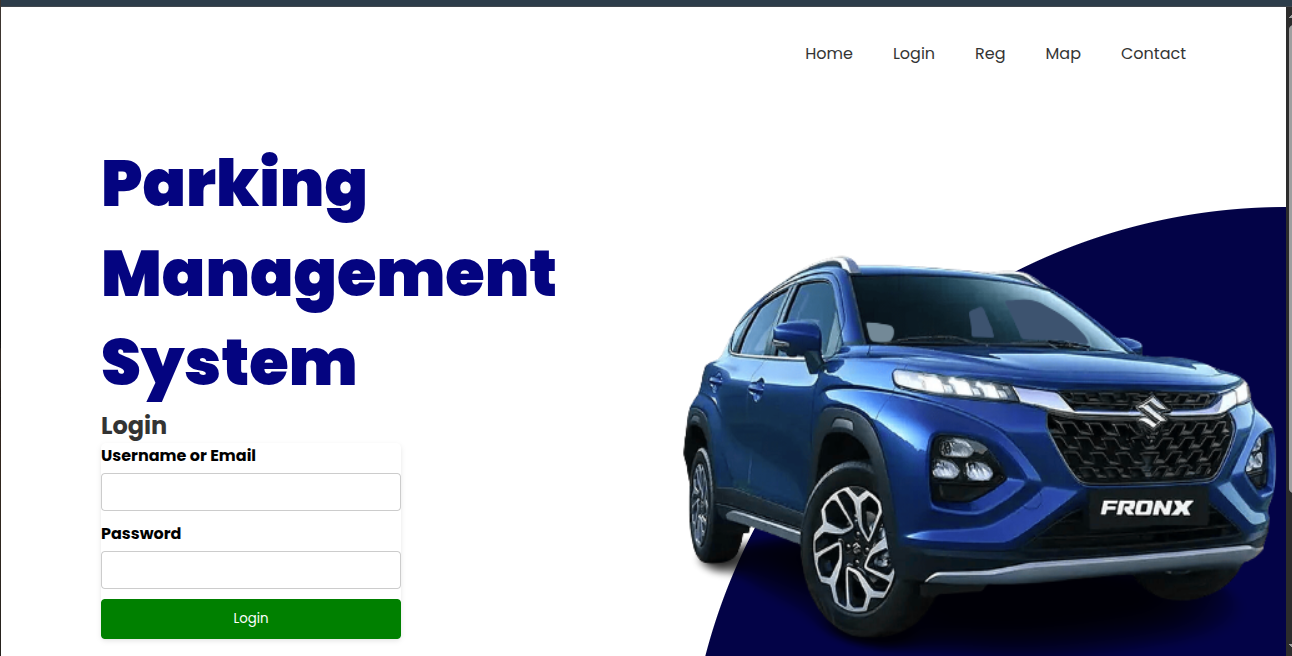 Home Login Reg Map Contact
Parking
Management
System
Login
Username or Email
Password
Login
FRONX